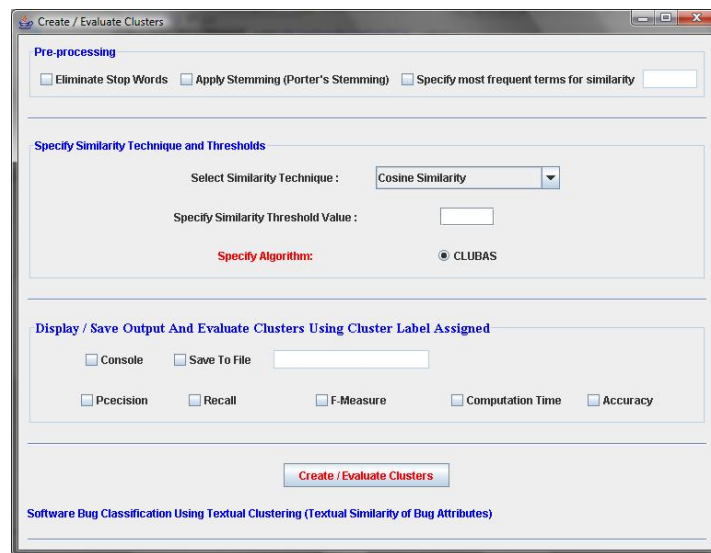 Create / Evaluate Clusters
Pre-processing
Eliminate Stop Words Apply Stemming (Porter's Stemming) Specify most frequent terms for similarity
Specify Similarity Technique and Thresholds
Select Similarity Technique : Cosine Similarity
Specify Similarity Threshold Value :
Specify Algorithm: CLUBAS
Display / Save Output And Evaluate Clusters Using Cluster Label Assigned
Console Save To File
Pcecision Recall F-Measure Computation Time Accuracy
Create / Evaluate Clusters
Software Bug Classification Using Textual Clustering (Textual Similarity of Bug Attributes)